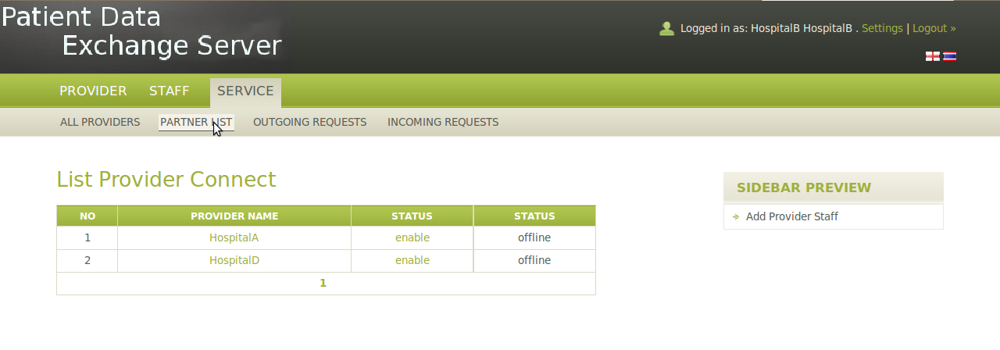 Patient Data
Exchange Server
Logged in as: HospitalB HospitalB . Settings | Logout »
PROVIDER STAFF SERVICE
ALL PROVIDERS PARTNER LIST OUTGOING REQUESTS INCOMING REQUESTS
List Provider Connect
SIDEBAR PREVIEW
Add Provider Staff
NO PROVIDER NAME STATUS STATUS
1 HospitalA enable offline
2 HospitalD enable offline
1